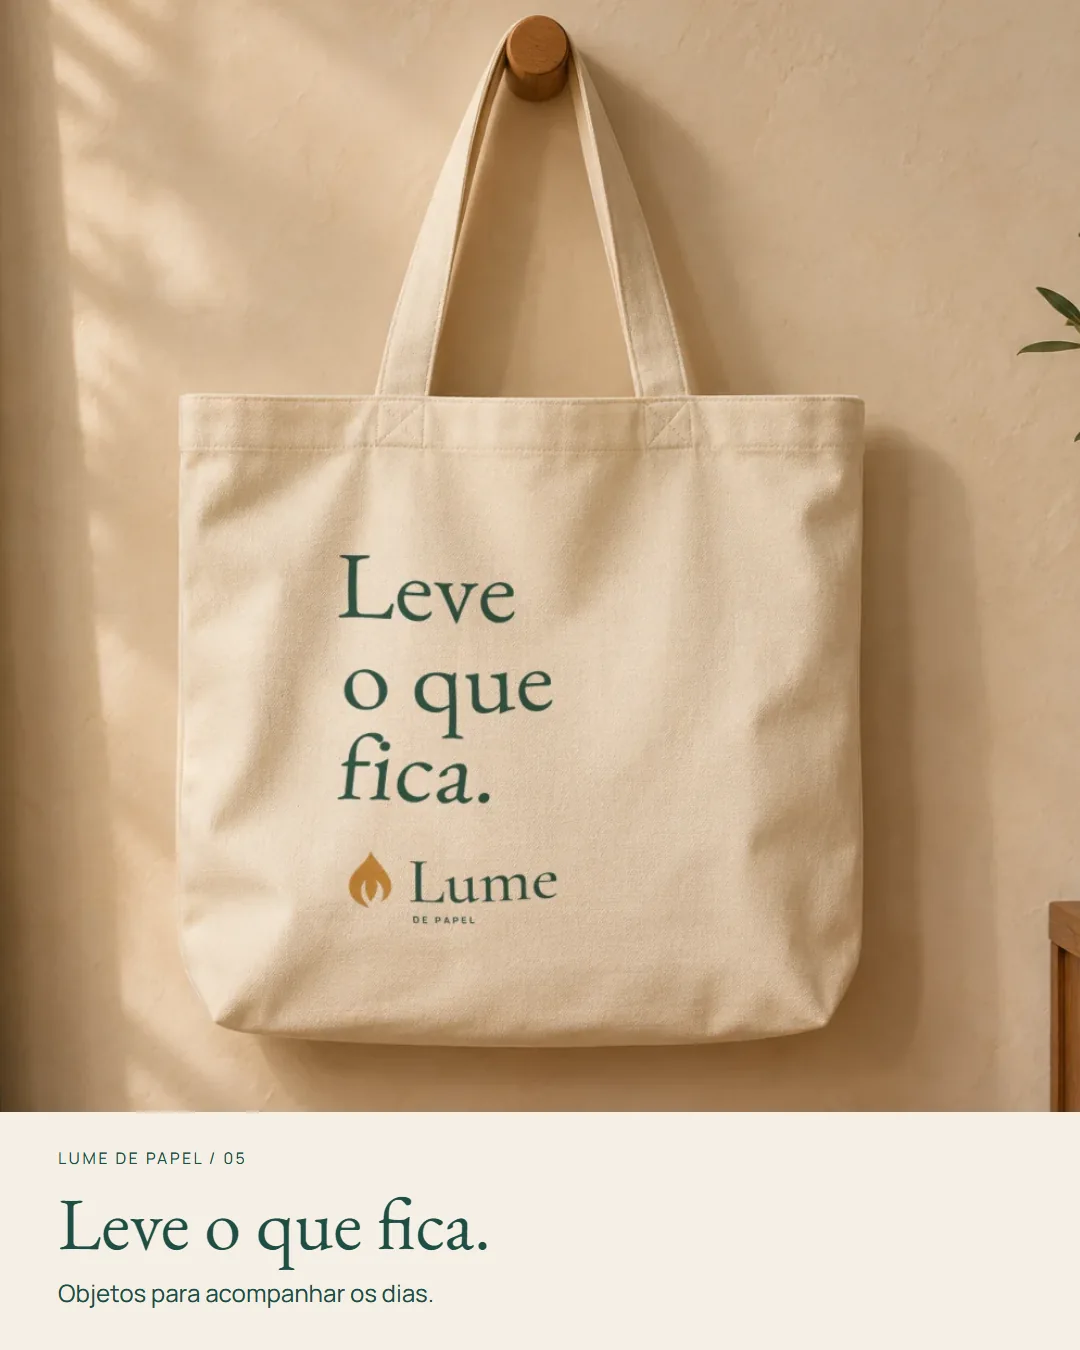 Leve
o que
fica.
Lume
DE PAPEL
LUME DE PAPEL / 05
Leve o que fica.
Objetos para acompanhar os dias.